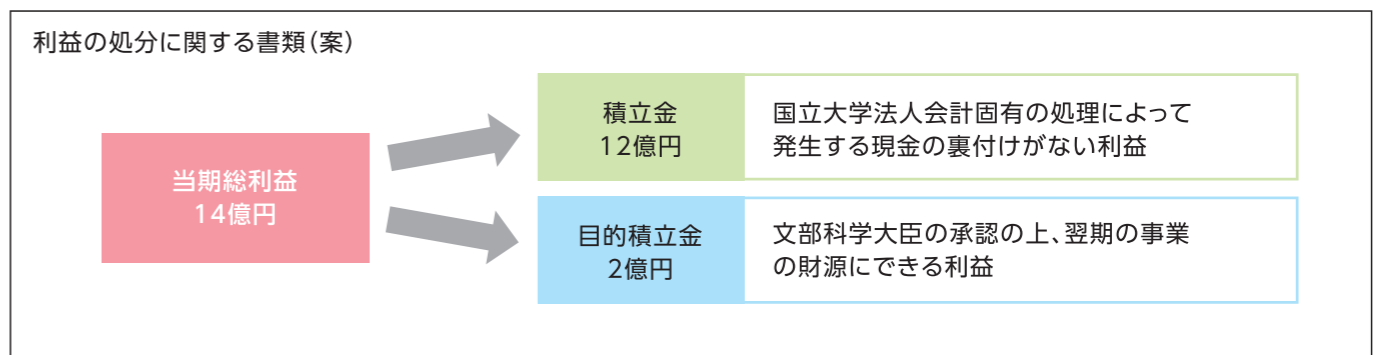 利益の処分に関する書類(案)
当期総利益
14億円
積立金
12億円
国立大学法人会計固有の処理によって
発生する現金の裏付けがない利益
目的積立金
2億円
文部科学大臣の承認の上、翌期の事業
の財源にできる利益